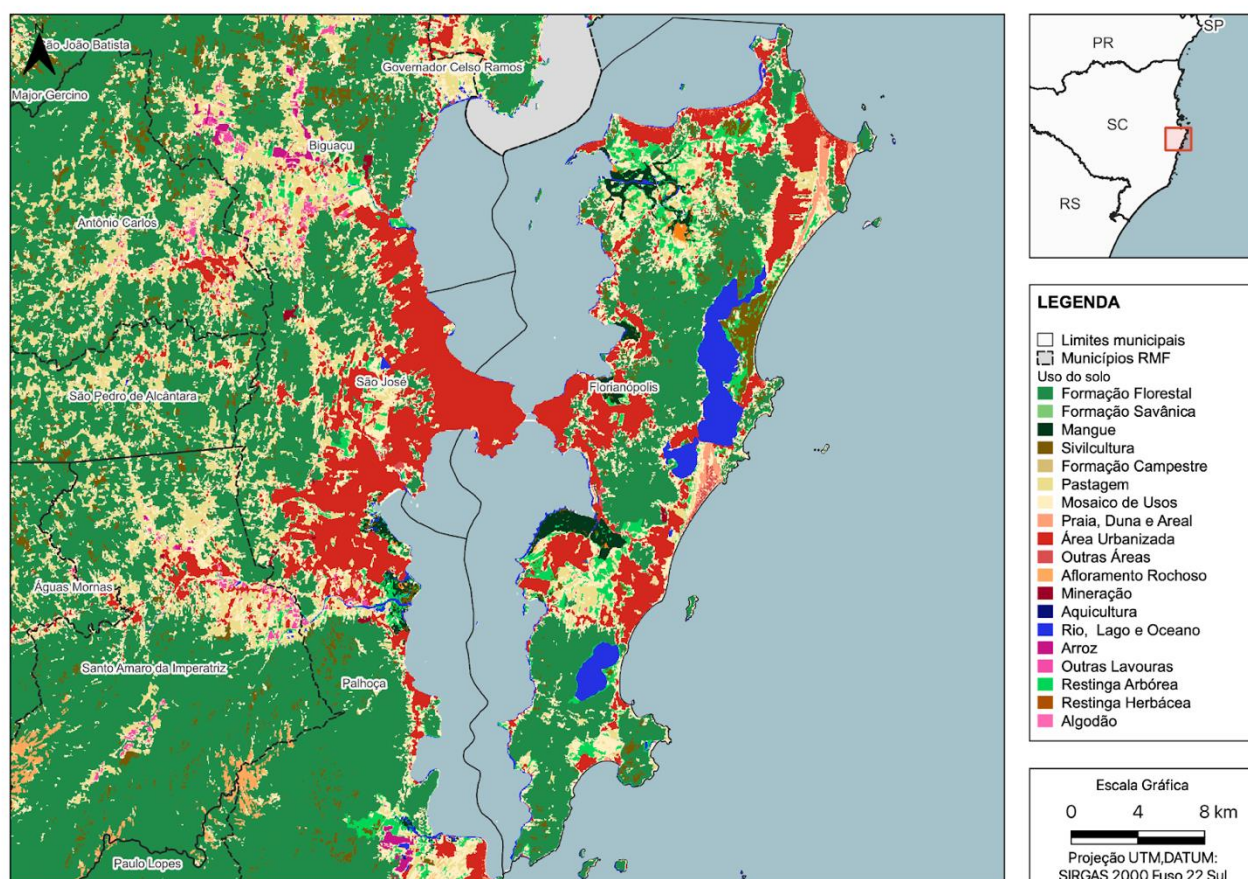 São João Batista
Major Gercino
Governador Celso Ramos
Biguaçu
Antônio Carlos
São José
Florianópolis
São Pedro de Alcântara
Águas Mornas
Santo Amaro da Imperatriz
Palhoça
Paulo Lopes
SP
PR
SC
RS
LEGENDA
Limites municipais
Municípios RMF
Uso do solo
Formação Florestal
Formação Savânica
Mangue
Sivilcultura
Formação Campestre
Pastagem
Mosaico de Usos
Praia, Duna e Areal
Área Urbanizada
Outras Áreas
Afloramento Rochoso
Mineração
Aquicultura
Rio, Lago e Oceano
Arroz
Outras Lavouras
Restinga Arbórea
Restinga Herbácea
Algodão
Escala Gráfica
0 4 8 km
Projeção UTM,DATUM:
SIRGAS 2000 Fuso 22 Sul